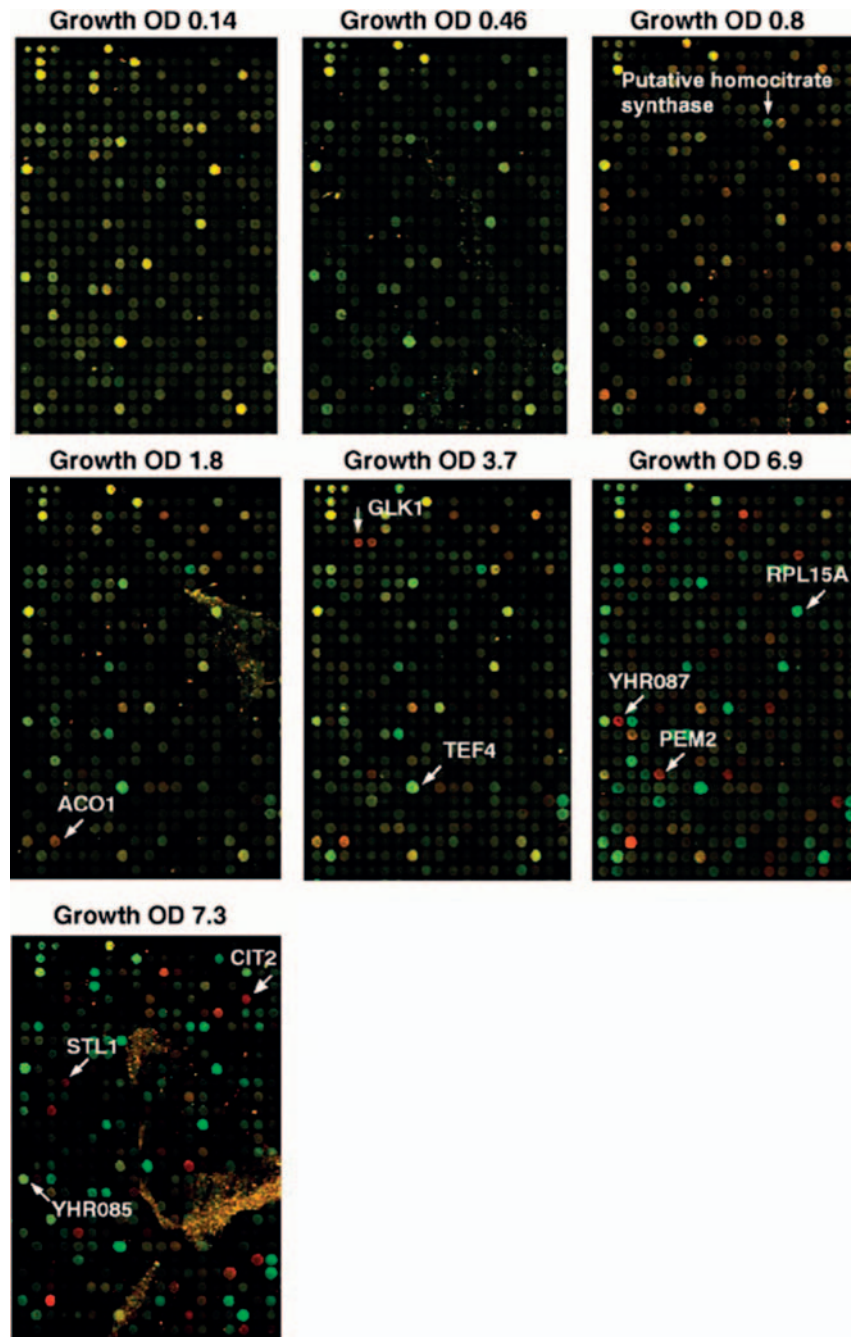 Growth OD 0.14
Growth OD 0.46
Growth OD 0.8
Putative homocitrate
synthase
Growth OD 1.8
Growth OD 3.7
Growth OD 6.9
GLK1
RPL15A
YHR087
PEM2
TEF4
ACO1
Growth OD 7.3
CIT2
STL1
YHR085